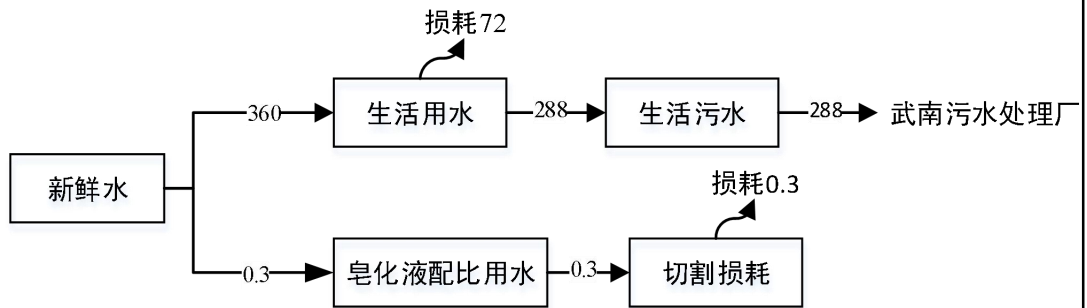 损耗72
360
生活用水
288
生活污水
288
武南污水处理厂
新鲜水
损耗0.3
0.3
皂化液配比用水
0.3
切割损耗